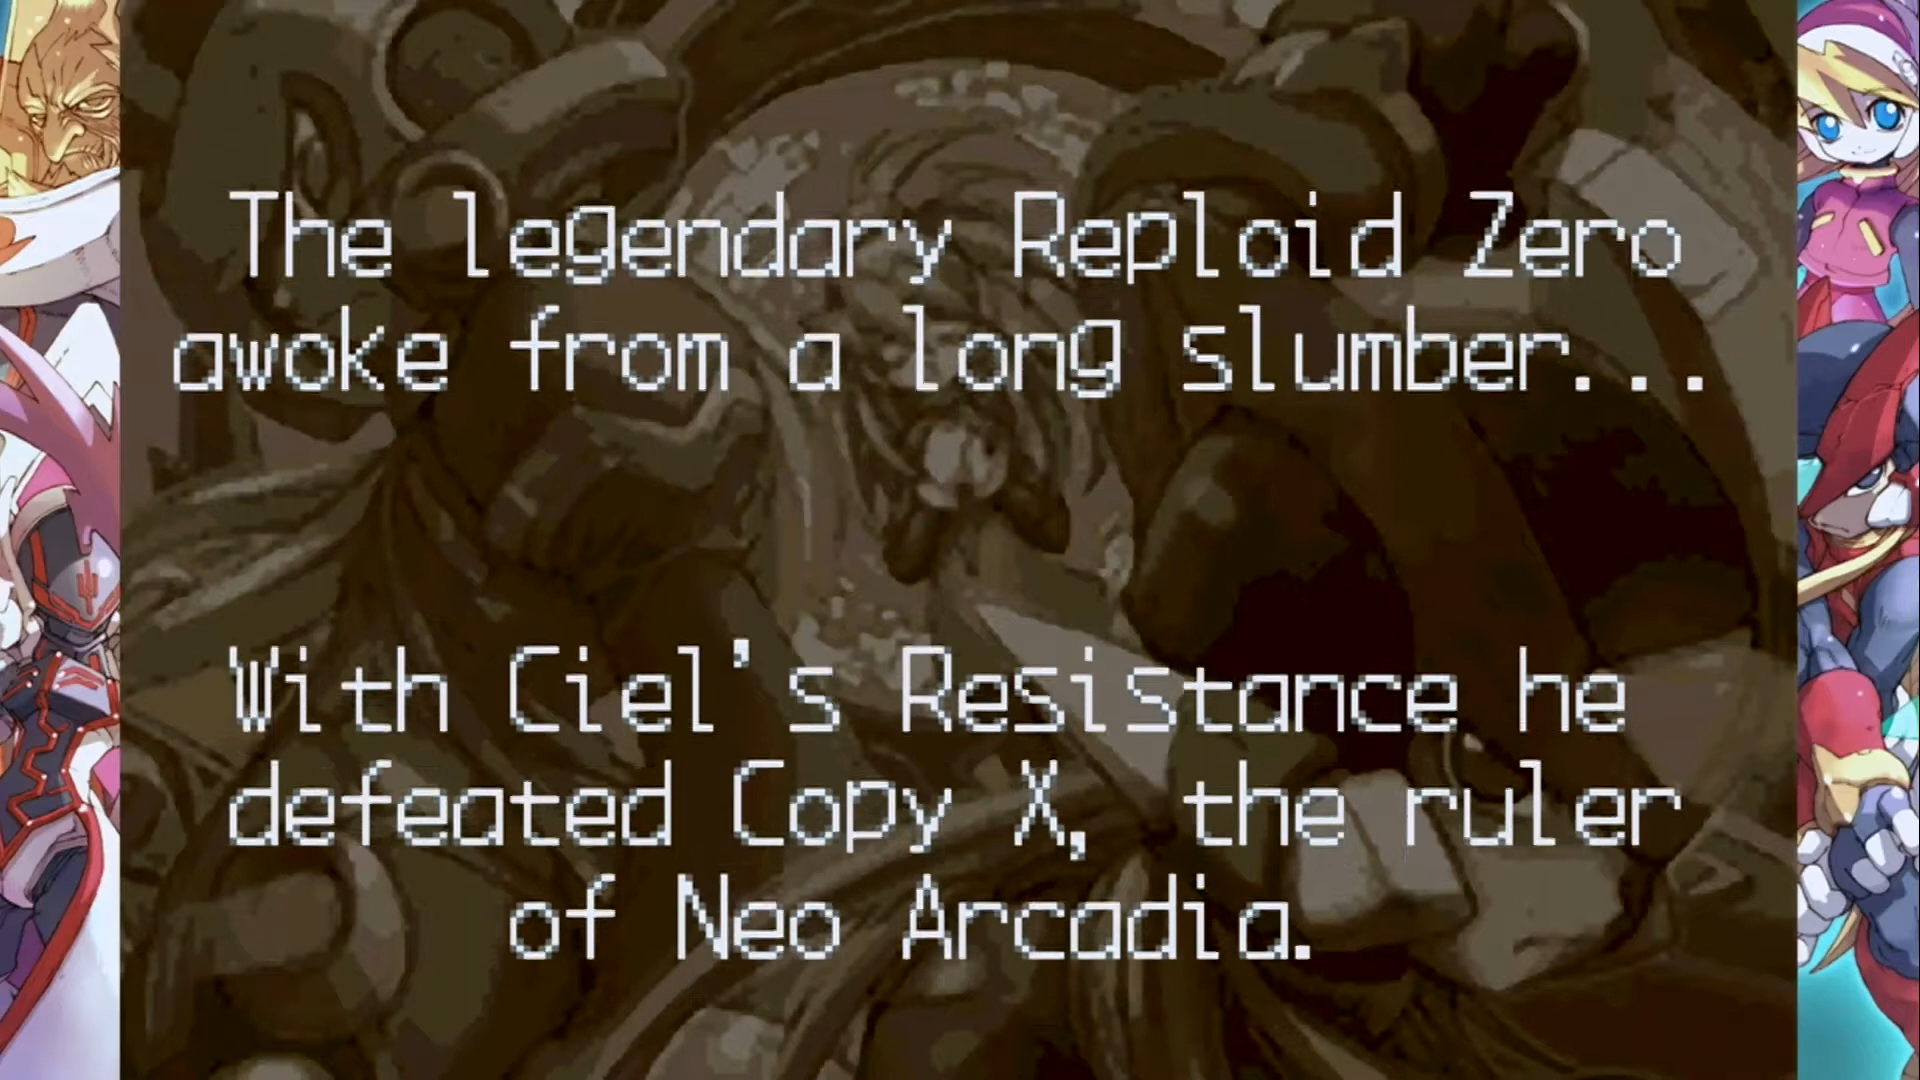 The legendary Reploid Zero
awoke from a long slumber...
With Ciel's Resistance he
defeated Copy X, the ruler
of Neo Arcadia.